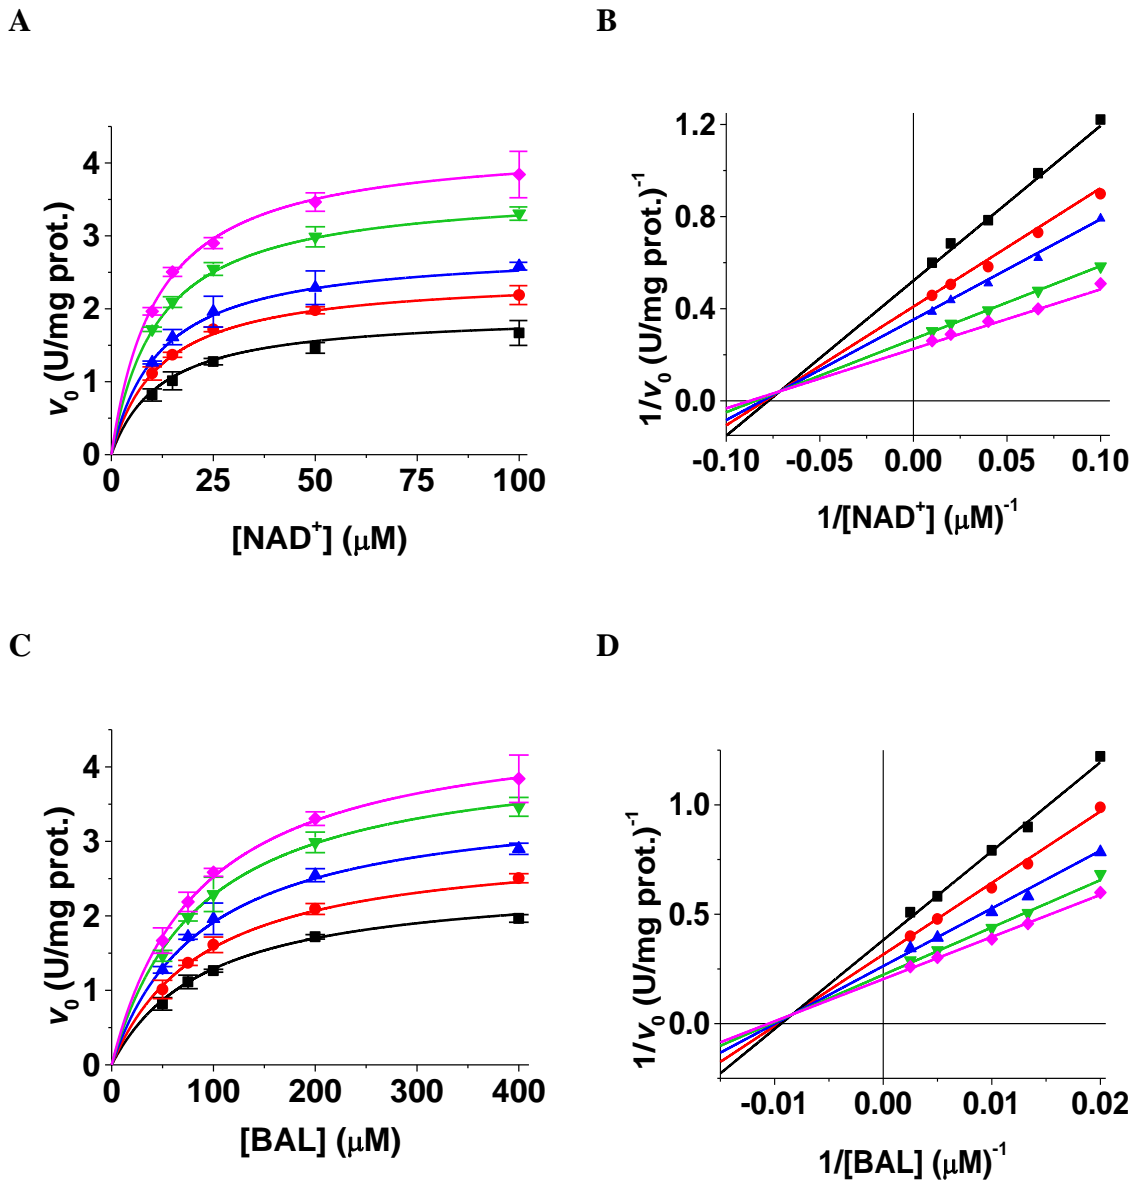 A
4
3
2
1
0
v₀ (U/mg prot.)
0 25 50 75 100
[NAD⁺] (μM)
B
1.2
0.8
0.4
0.0
1/v₀ (U/mg prot.)⁻¹
-0.10 -0.05 0.00 0.05 0.10
1/[NAD⁺] (μM)⁻¹
C
4
3
2
1
0
v₀ (U/mg prot.)
0 100 200 300 400
[BAL] (μM)
D
1.0
0.5
0.0
1/v₀ (U/mg prot.)⁻¹
-0.01 0.00 0.01 0.02
1/[BAL] (μM)⁻¹